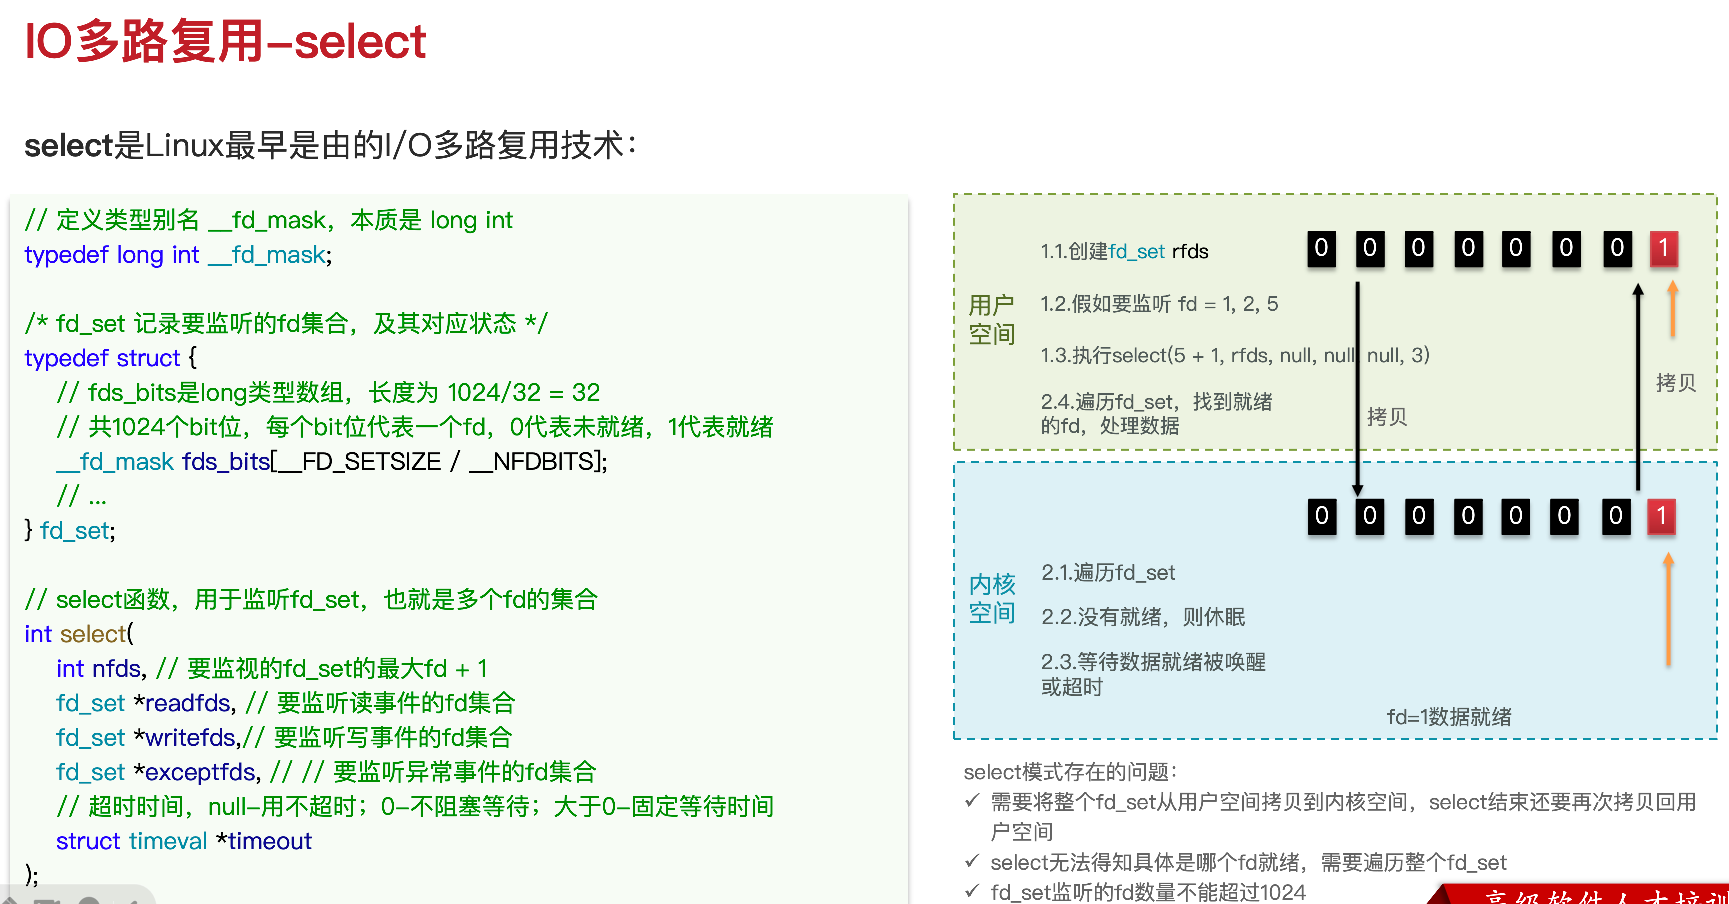 IO多路复用-select
select是Linux最早是由的I/O多路复用技术：
// 定义类型别名 __fd_mask，本质是 long int
typedef long int __fd_mask;
/* fd_set 记录要监听的fd集合，及其对应状态 */
typedef struct {
// fds_bits是long类型数组，长度为 1024/32 = 32
// 共1024个bit位，每个bit位代表一个fd，0代表未就绪，1代表就绪
__fd_mask fds_bits[__FD_SETSIZE / __NFDBITS];
// ...
} fd_set;
// select函数，用于监听fd_set，也就是多个fd的集合
int select(
int nfds, // 要监视的fd_set的最大fd + 1
fd_set *readfds, // 要监听读事件的fd集合
fd_set *writefds,// 要监听写事件的fd集合
fd_set *exceptfds, // // 要监听异常事件的fd集合
// 超时时间，null-用不超时；0-不阻塞等待；大于0-固定等待时间
struct timeval *timeout
);
用户
空间
1.1.创建fd_set rfds
0 0 0 0 0 0 0 1
1.2.假如要监听 fd = 1, 2, 5
1.3.执行select(5 + 1, rfds, null, null, null, 3)
2.4.遍历fd_set，找到就绪
的fd，处理数据
拷贝
拷贝
内核
空间
0 0 0 0 0 0 0 1
2.1.遍历fd_set
2.2.没有就绪，则休眠
2.3.等待数据就绪被唤醒
或超时
fd=1数据就绪
select模式存在的问题：
✓ 需要将整个fd_set从用户空间拷贝到内核空间，select结束还要再次拷贝回用
户空间
✓ select无法得知具体是哪个fd就绪，需要遍历整个fd_set
✓ fd_set监听的fd数量不能超过1024
高级软件人才培训